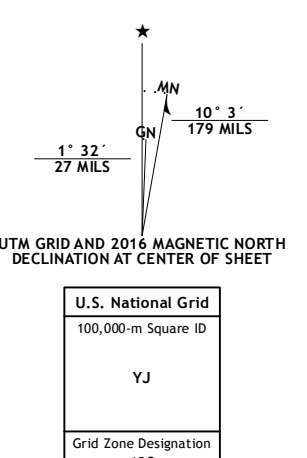 ★
MN
10° 3´
179 MILS
GN
1° 32´
27 MILS
UTM GRID AND 2016 MAGNETIC NORTH
DECLINATION AT CENTER OF SHEET
U.S. National Grid
100,000-m Square ID
YJ
Grid Zone Designation